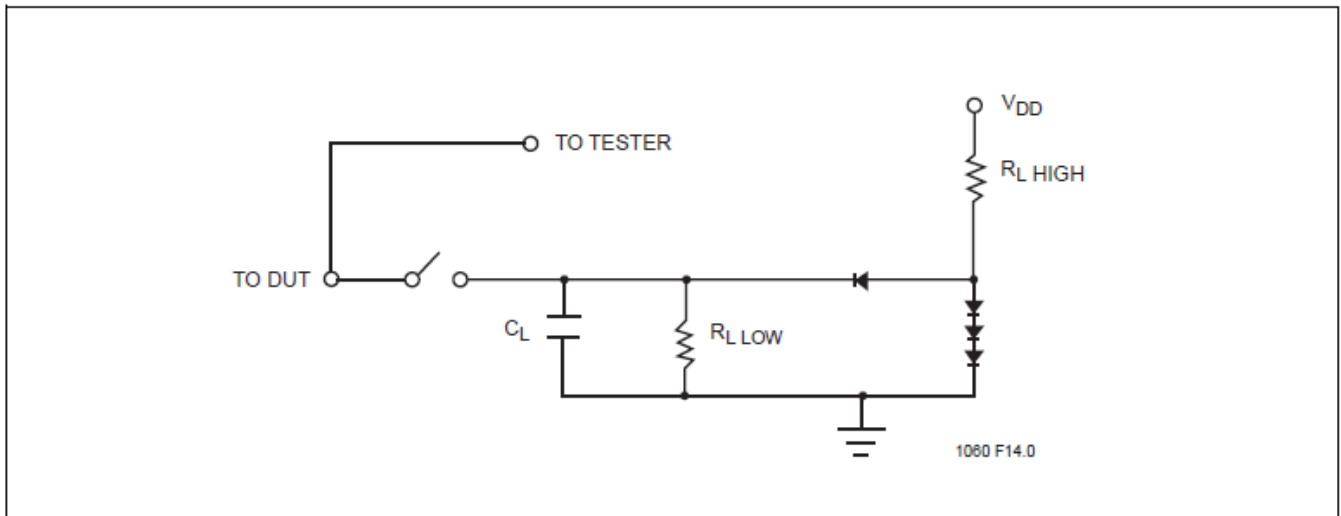 VDD
TO TESTER
RL HIGH
TO DUT
CL
RL LOW
1060 F14.0